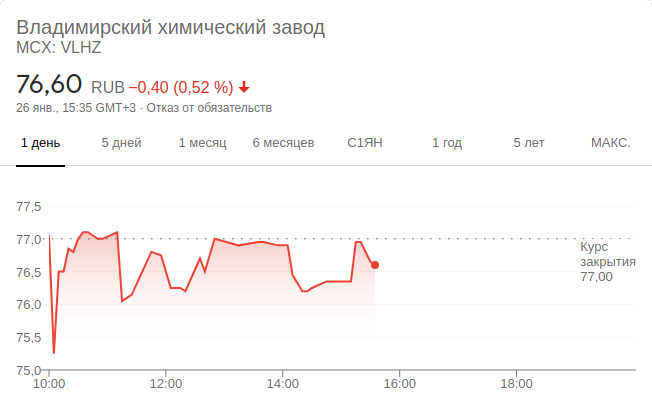 Владимирский химический завод
MCX: VLHZ
76,60 RUB −0,40 (0,52 %)
26 янв., 15:35 GMT+3 · Отказ от обязательств
1 день 5 дней 1 месяц 6 месяцев С1ЯН 1 год 5 лет МАКС.
77,5
77,0
Курс
закрытия
77,00
76,5
76,0
75,5
75,0
10:00 12:00 14:00 16:00 18:00